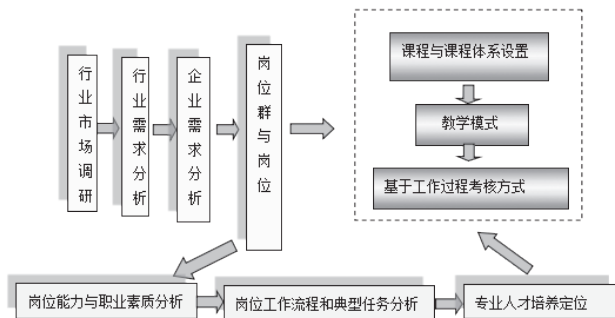 行业市场调研
行业需求分析
企业需求分析
岗位群与岗位
课程与课程体系设置
教学模式
基于工作过程考核方式
岗位能力与职业素质分析
岗位工作流程和典型任务分析
专业人才培养定位